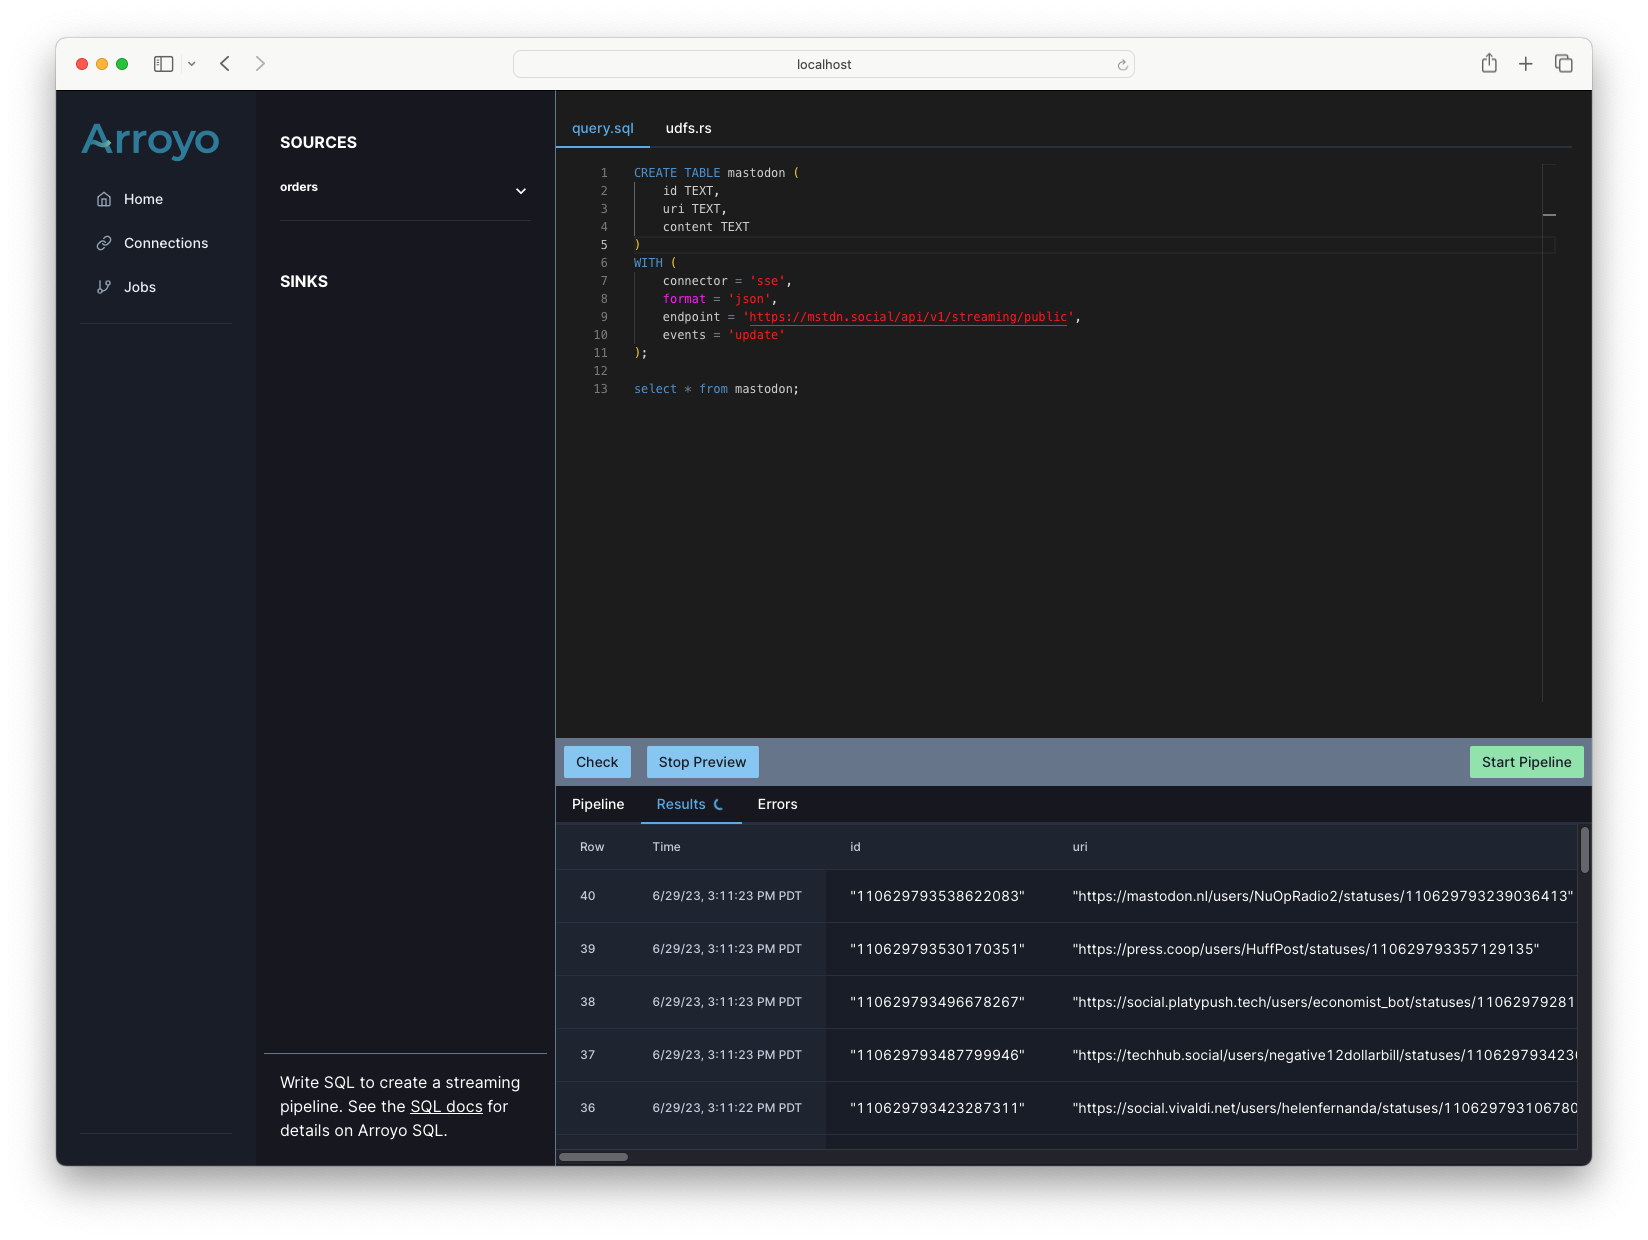 localhost
Arroyo
Home
Connections
Jobs
SOURCES
orders
SINKS
Write SQL to create a streaming
pipeline. See the SQL docs for
details on Arroyo SQL.
query.sql udfs.rs
1 CREATE TABLE mastodon (
2 id TEXT,
3 uri TEXT,
4 content TEXT
5 )
6 WITH (
7 connector = 'sse',
8 format = 'json',
9 endpoint = 'https://mstdn.social/api/v1/streaming/public',
10 events = 'update'
11 );
12
13 select * from mastodon;
Check Stop Preview Start Pipeline
Pipeline Results Errors
Row Time id uri
40 6/29/23, 3:11:23 PM PDT "110629793538622083" "https://mastodon.nl/users/NuOpRadio2/statuses/110629793239036413"
39 6/29/23, 3:11:23 PM PDT "110629793530170351" "https://press.coop/users/HuffPost/statuses/110629793357129135"
38 6/29/23, 3:11:23 PM PDT "110629793496678267" "https://social.platypush.tech/users/economist_bot/statuses/11062979281
37 6/29/23, 3:11:23 PM PDT "110629793487799946" "https://techhub.social/users/negative12dollarbill/statuses/110629793423
36 6/29/23, 3:11:22 PM PDT "110629793423287311" "https://social.vivaldi.net/users/helenfernanda/statuses/110629793106780